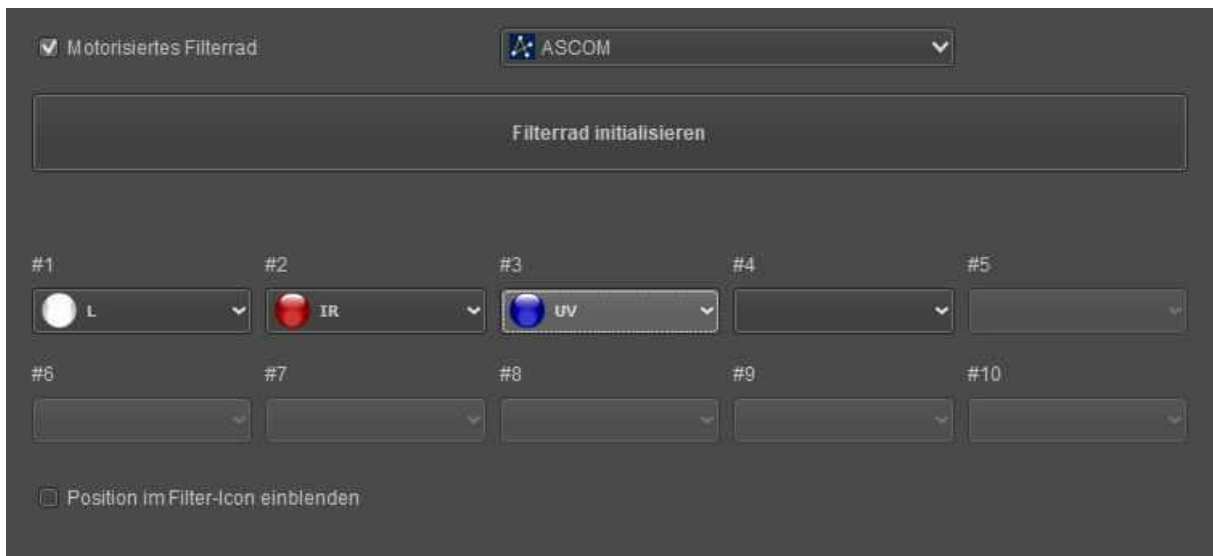 Motorisiertes Filterrad ASCOM
Filterrad initialisieren
#1 #2 #3 #4 #5
L IR UV
#6 #7 #8 #9 #10
Position im Filter-Icon einblenden